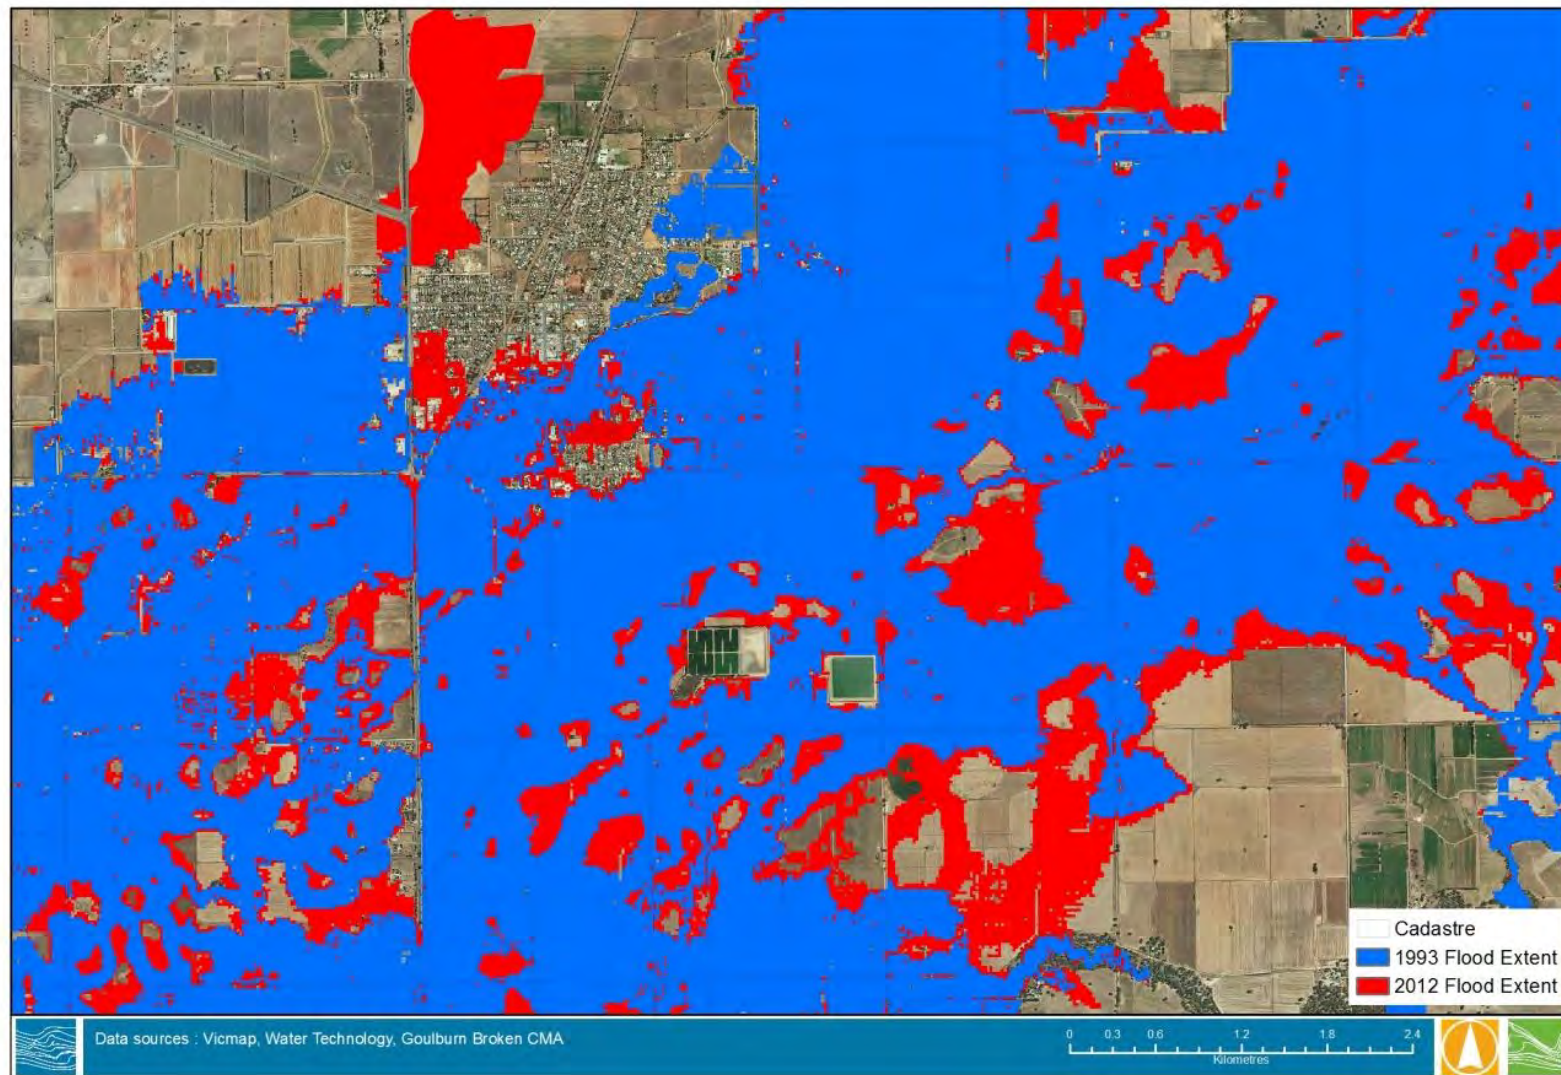 Cadastre
1993 Flood Extent
2012 Flood Extent
Data sources : Vicmap, Water Technology, Goulburn Broken CMA
0 0.3 0.6 1.2 1.8 2.4
Kilometres